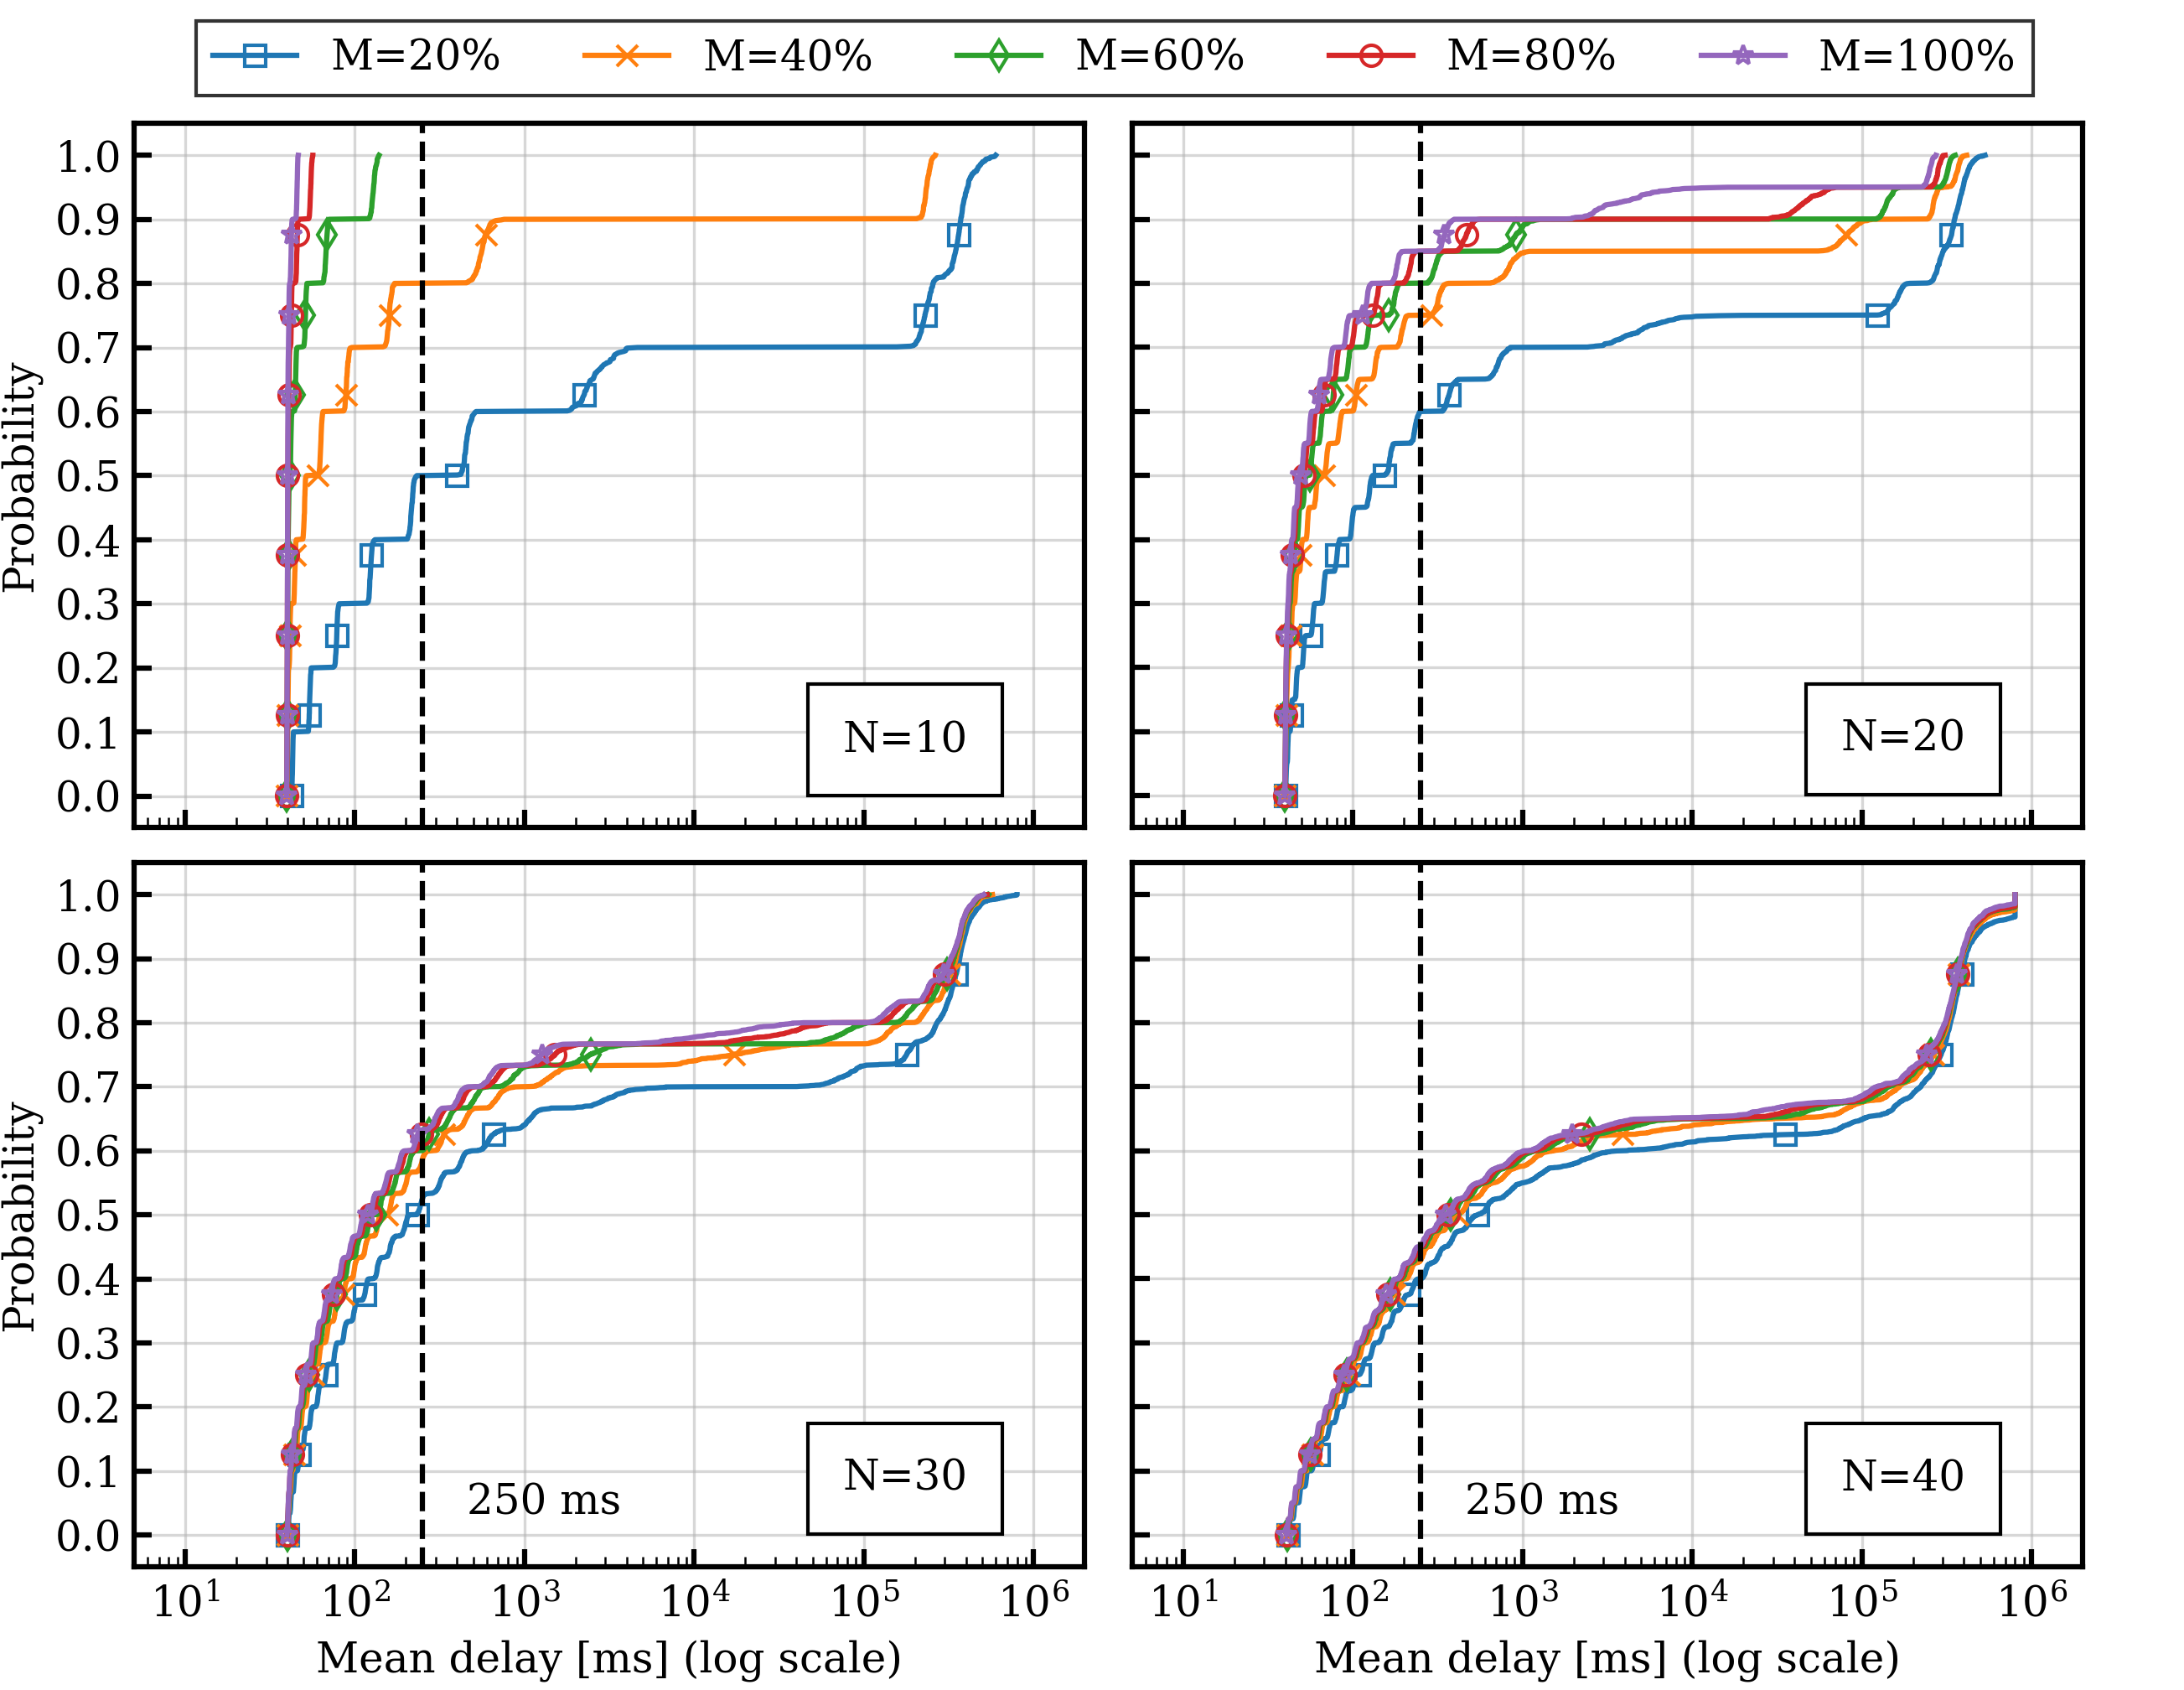 M=20% M=40% M=60% M=80% M=100%
Probability
1.0
0.9
0.8
0.7
0.6
0.5
0.4
0.3
0.2
0.1
0.0
N=10
N=20
Probability
1.0
0.9
0.8
0.7
0.6
0.5
0.4
0.3
0.2
0.1
0.0
250 ms
N=30
250 ms
N=40
10¹ 10² 10³ 10⁴ 10⁵ 10⁶
10¹ 10² 10³ 10⁴ 10⁵ 10⁶
Mean delay [ms] (log scale)
Mean delay [ms] (log scale)